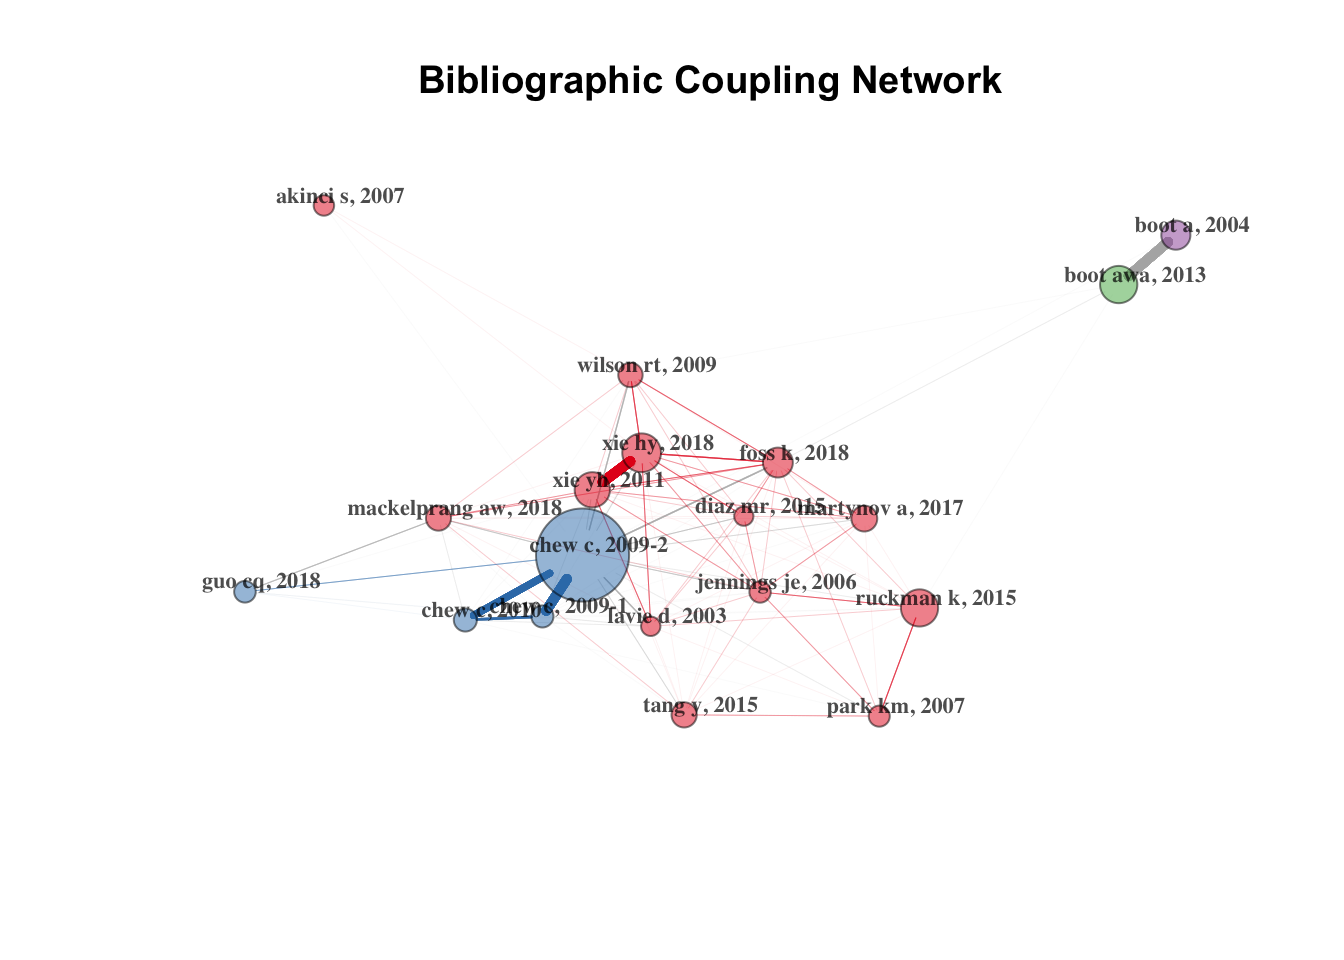 Bibliographic Coupling Network
akinci s, 2007
boot a, 2004
boot awa, 2013
wilson rt, 2009
xie hy, 2018
foss k, 2018
xie yh, 2011
mackelprang aw, 2018
diaz mr, 2015
martynov a, 2017
chew c, 2009-2
guo cq, 2018
jennings je, 2006
ruckman k, 2015
chew c, 2010
chew c, 2009-1
lavie d, 2003
tang y, 2015
park km, 2007